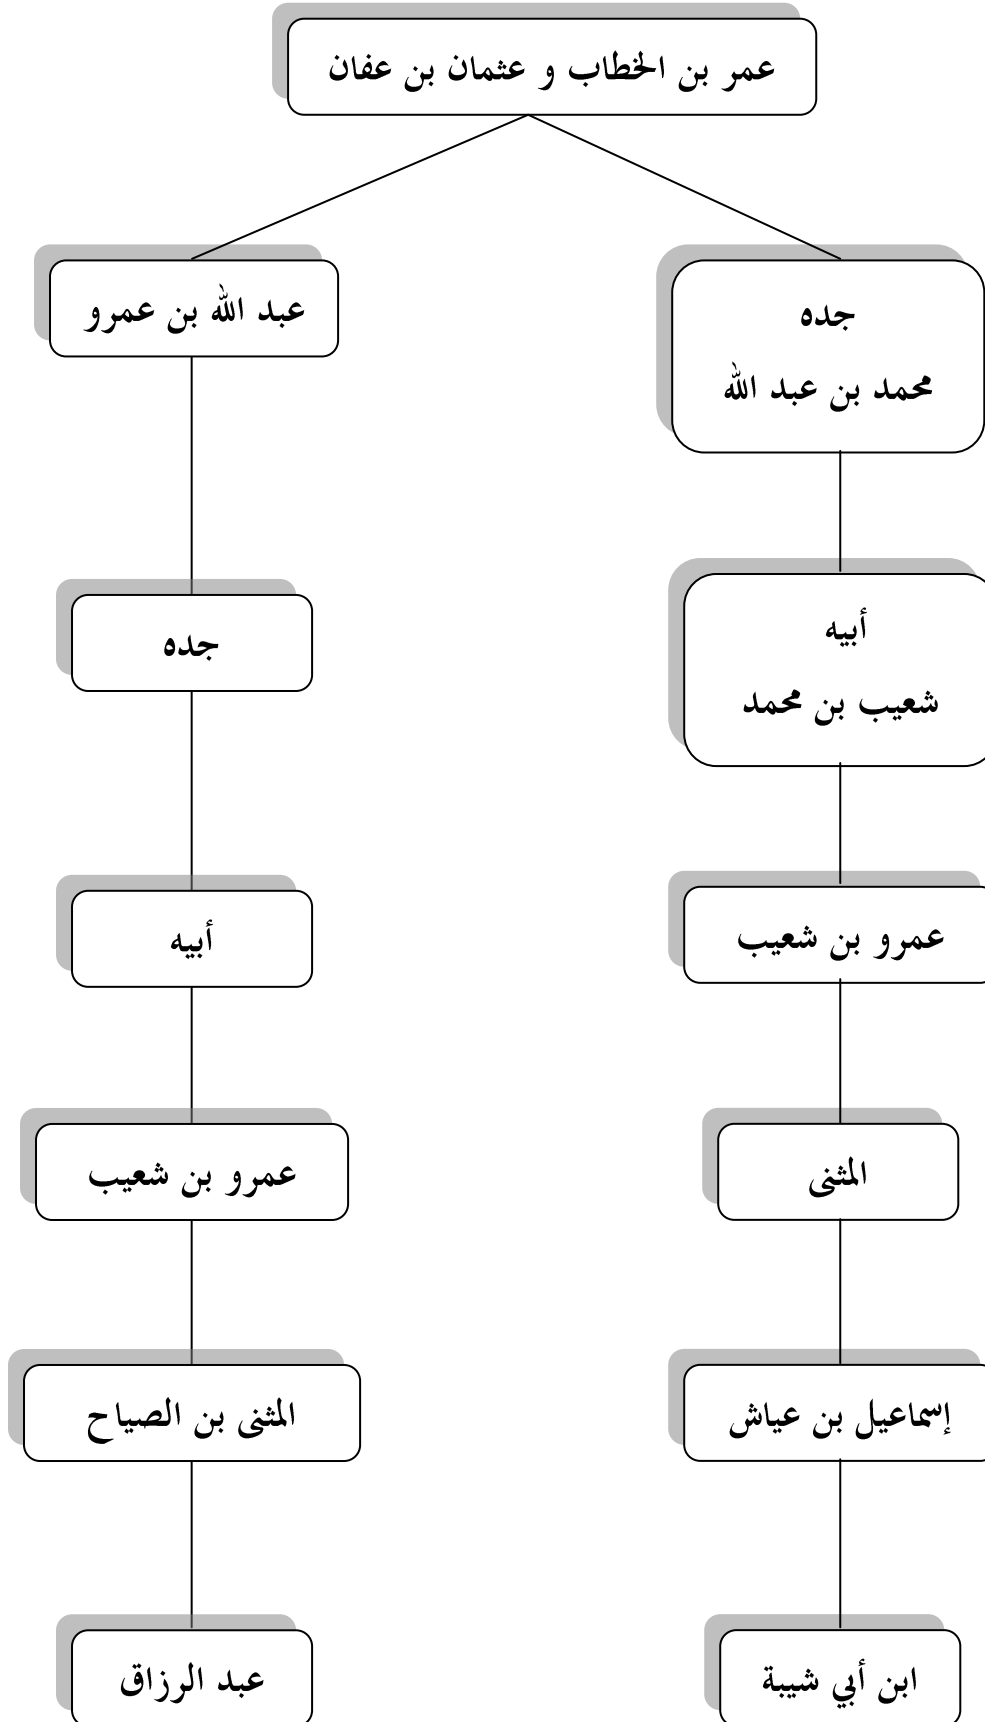 عمر بن الخطاب و عثمان بن عفان
جده
محمد بن عبد الله
أبيه
شعيب بن محمد
عمرو بن شعيب
المثنى
إسماعيل بن عياش
ابن أبي شيبة
عبد الله بن عمرو
جده
أبيه
عمرو بن شعيب
المثنى بن الصياح
عبد الرزاق